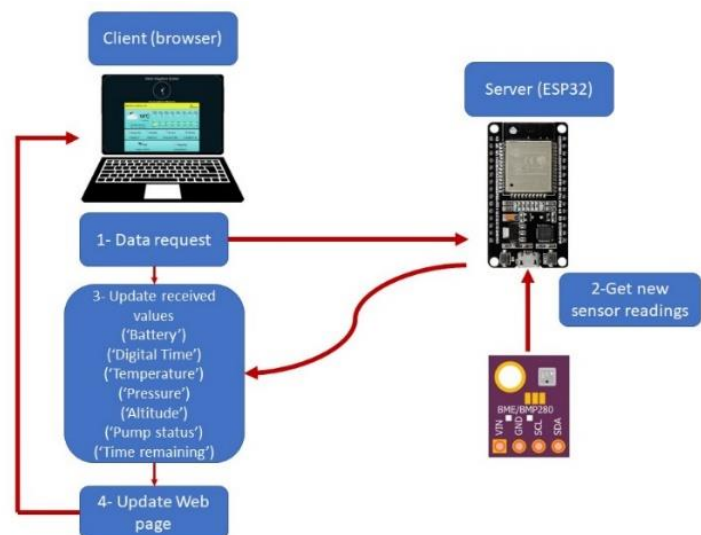 Client (browser)
Server (ESP32)
1- Data request
2-Get new
sensor readings
3- Update received
values
(‘Battery’)
(‘Digital Time’)
(‘Temperature’)
(‘Pressure’)
(‘Altitude’)
(‘Pump status’)
(‘Time remaining’)
BME/BMP280
VIN
GND
SCL
SDA
4- Update Web
page